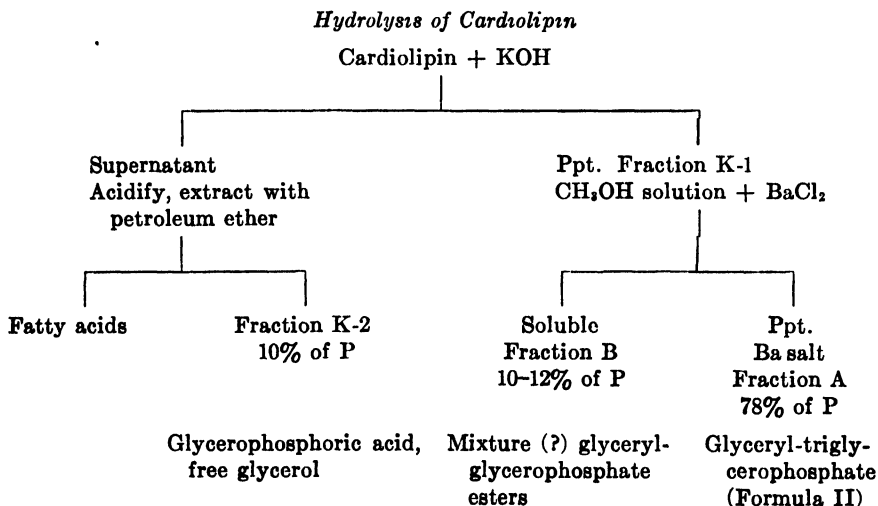 Hydrolysis of Cardiolipin
Cardiolipin + KOH
Supernatant
Acidify, extract with
petroleum ether
Ppt. Fraction K-1
CH₃OH solution + BaCl₂
Fatty acids
Fraction K-2
10% of P
Soluble
Fraction B
10–12% of P
Ppt.
Ba salt
Fraction A
78% of P
Glycerophosphoric acid,
free glycerol
Mixture (?) glyceryl-
glycerophosphate
esters
Glyceryl-trigly-
cerophosphate
(Formula II)